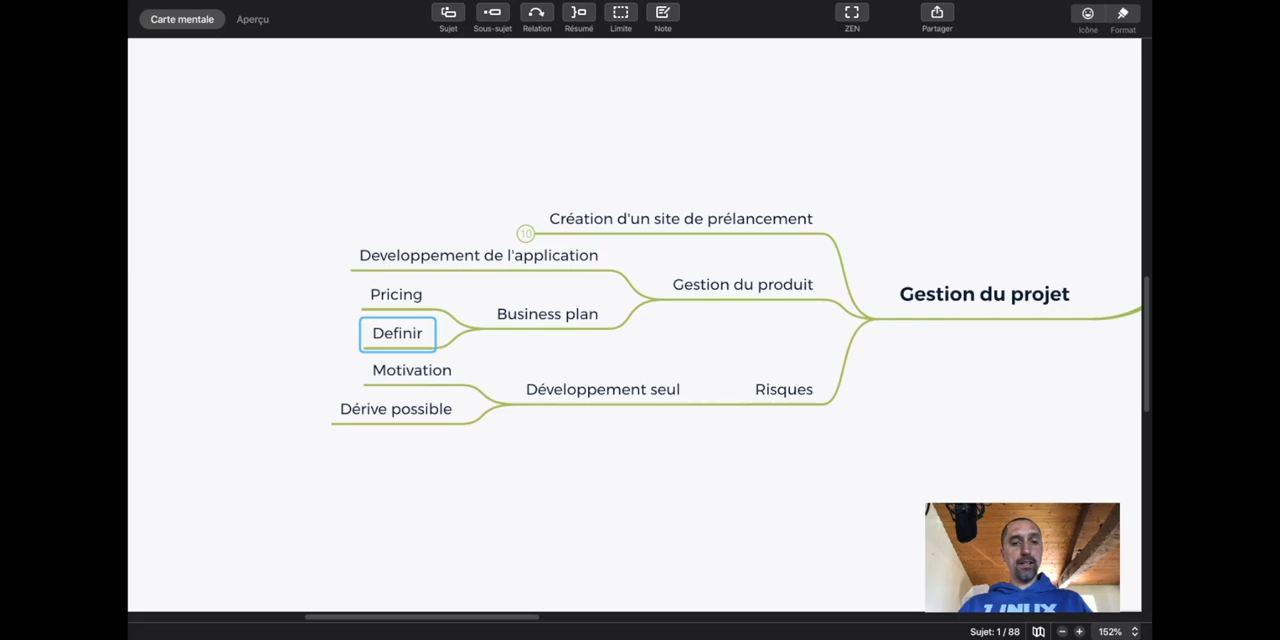 Carte mentale
Aperçu
Sujet
Sous-sujet
Relation
Résumé
Limite
Note
ZEN
Partager
Icône
Format
Création d'un site de prélancement
10
Developpement de l'application
Gestion du produit
Pricing
Business plan
Definir
Gestion du projet
Motivation
Développement seul
Risques
Dérive possible
LINUX
Sujet: 1 / 88
152%